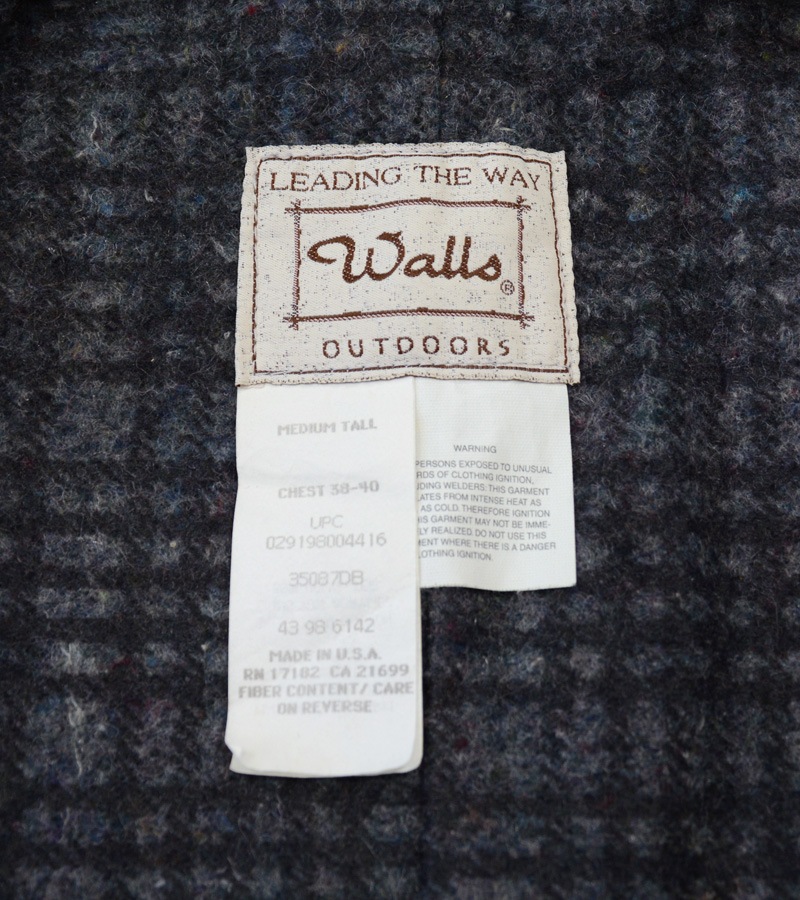 LEADING THE WAY
Walls®
OUTDOORS
MEDIUM TALL
CHEST 38-40
UPC
029198004416
35087DB
43 98 6142
MADE IN U.S.A.
RN 17182 CA 21699
FIBER CONTENT/ CARE
ON REVERSE
WARNING
PERSONS EXPOSED TO UNUSUAL
RDS OF CLOTHING IGNITION,
DING WELDERS: THIS GARMENT
LATES FROM INTENSE HEAT AS
AS COLD. THEREFORE IGNITION
IS GARMENT MAY NOT BE IMME-
LY REALIZED. DO NOT USE THIS
MENT WHERE THERE IS A DANGER
LOTHING IGNITION.